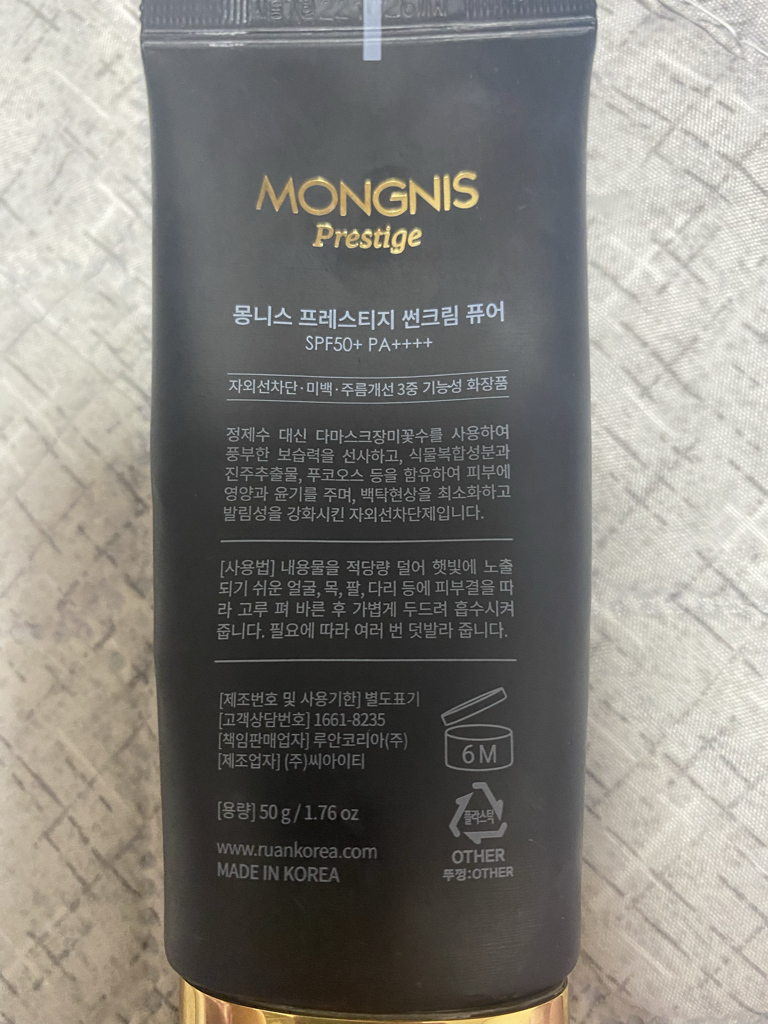 MONGNIS
Prestige
몽니스 프레스티지 썬크림 퓨어
SPF50+ PA++++
자외선차단·미백·주름개선 3중 기능성 화장품
정제수 대신 다마스크장미꽃수를 사용하여
풍부한 보습력을 선사하고, 식물복합성분과
진주추출물, 푸코오스 등을 함유하여 피부에
영양과 윤기를 주며, 백탁현상을 최소화하고
발림성을 강화시킨 자외선차단제입니다.
[사용법] 내용물을 적당량 덜어 햇빛에 노출
되기 쉬운 얼굴, 목, 팔, 다리 등에 피부결을 따
라 고루 펴 바른 후 가볍게 두드려 흡수시켜
줍니다. 필요에 따라 여러 번 덧발라 줍니다.
[제조번호 및 사용기한] 별도표기
[고객상담번호] 1661-8235
[책임판매업자] 루안코리아(주)
[제조업자] (주)씨아이티
6M
[용량] 50 g / 1.76 oz
플라스틱
OTHER
뚜껑:OTHER
www.ruankorea.com
MADE IN KOREA